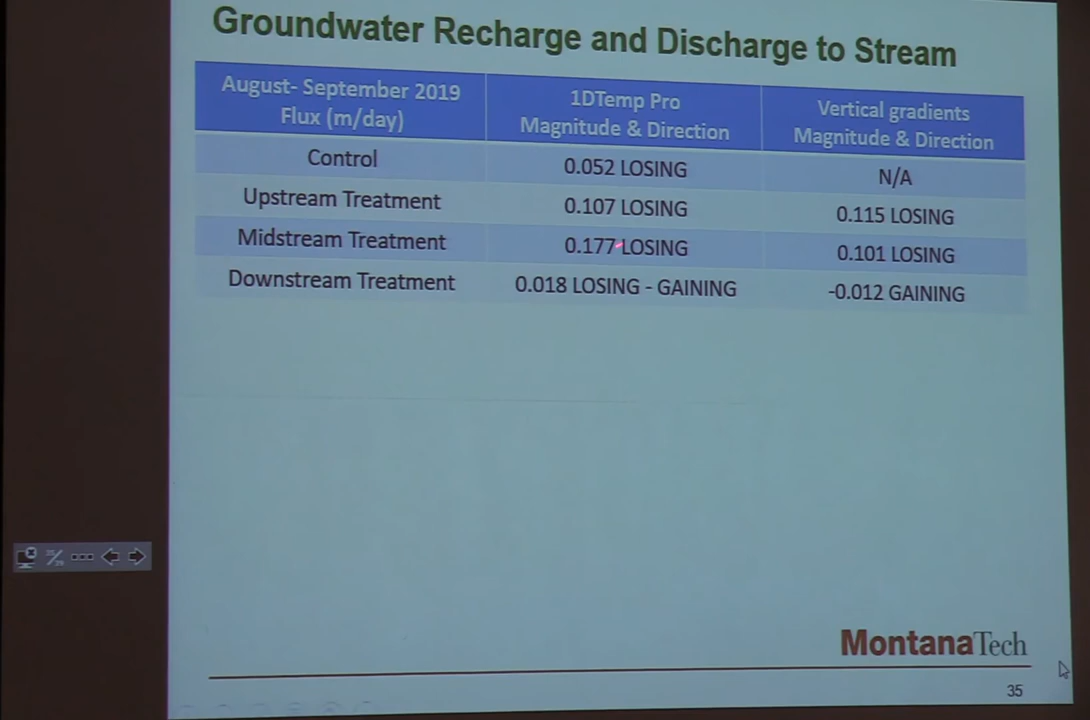 Groundwater Recharge and Discharge to Stream
August- September 2019 Flux (m/day) 1DTemp Pro Magnitude & Direction Vertical gradients Magnitude & Direction
Control 0.052 LOSING N/A
Upstream Treatment 0.107 LOSING 0.115 LOSING
Midstream Treatment 0.177 LOSING 0.101 LOSING
Downstream Treatment 0.018 LOSING - GAINING -0.012 GAINING
MontanaTech
35